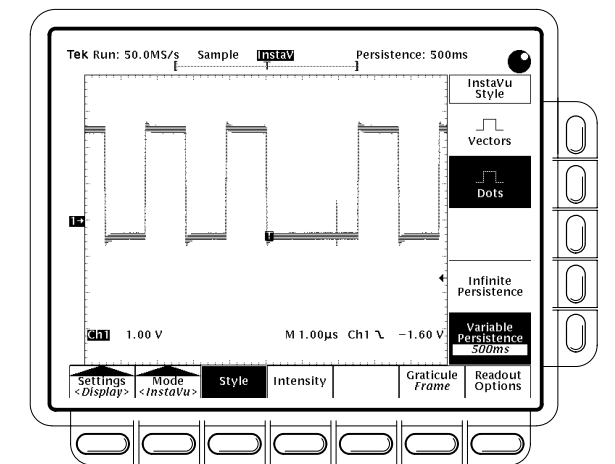 Tek Run: 50.0MS/s Sample InstaV Persistence: 500ms
T
InstaVu
Style
Vectors
Dots
1→
T
Infinite
Persistence
Variable
Persistence
500ms
Ch1 1.00 V M 1.00µs Ch1 ⍂ −1.60 V
Settings
<Display>
Mode
<InstaVu>
Style
Intensity
Graticule
Frame
Readout
Options